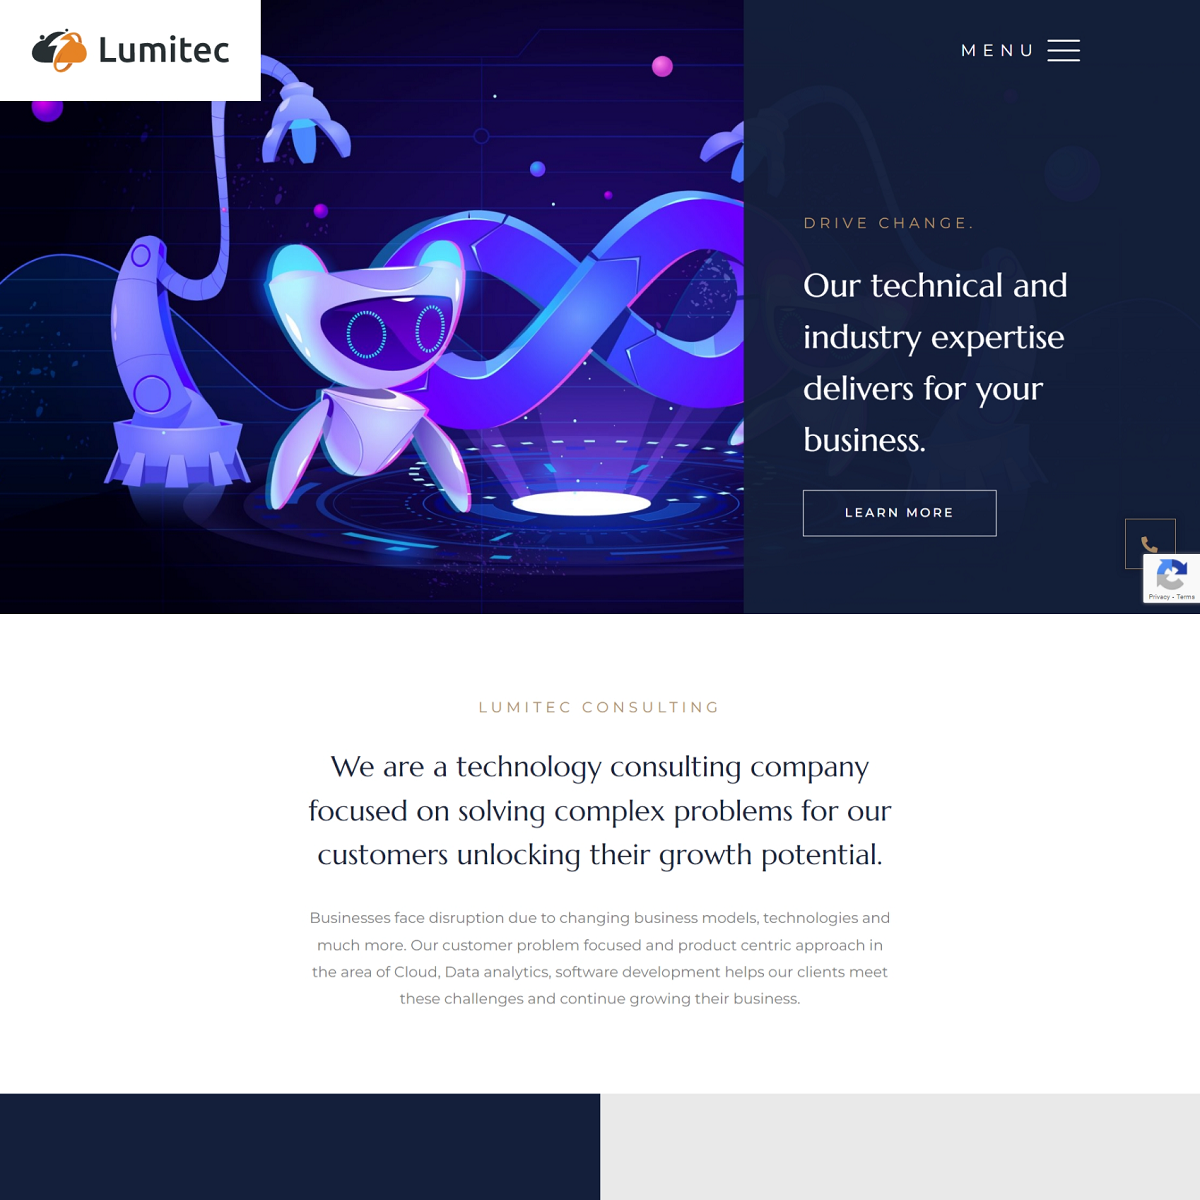 Lumitec
MENU
DRIVE CHANGE.
Our technical and
industry expertise
delivers for your
business.
LEARN MORE
Privacy - Terms
LUMITEC CONSULTING
We are a technology consulting company
focused on solving complex problems for our
customers unlocking their growth potential.
Businesses face disruption due to changing business models, technologies and
much more. Our customer problem focused and product centric approach in
the area of Cloud, Data analytics, software development helps our clients meet
these challenges and continue growing their business.